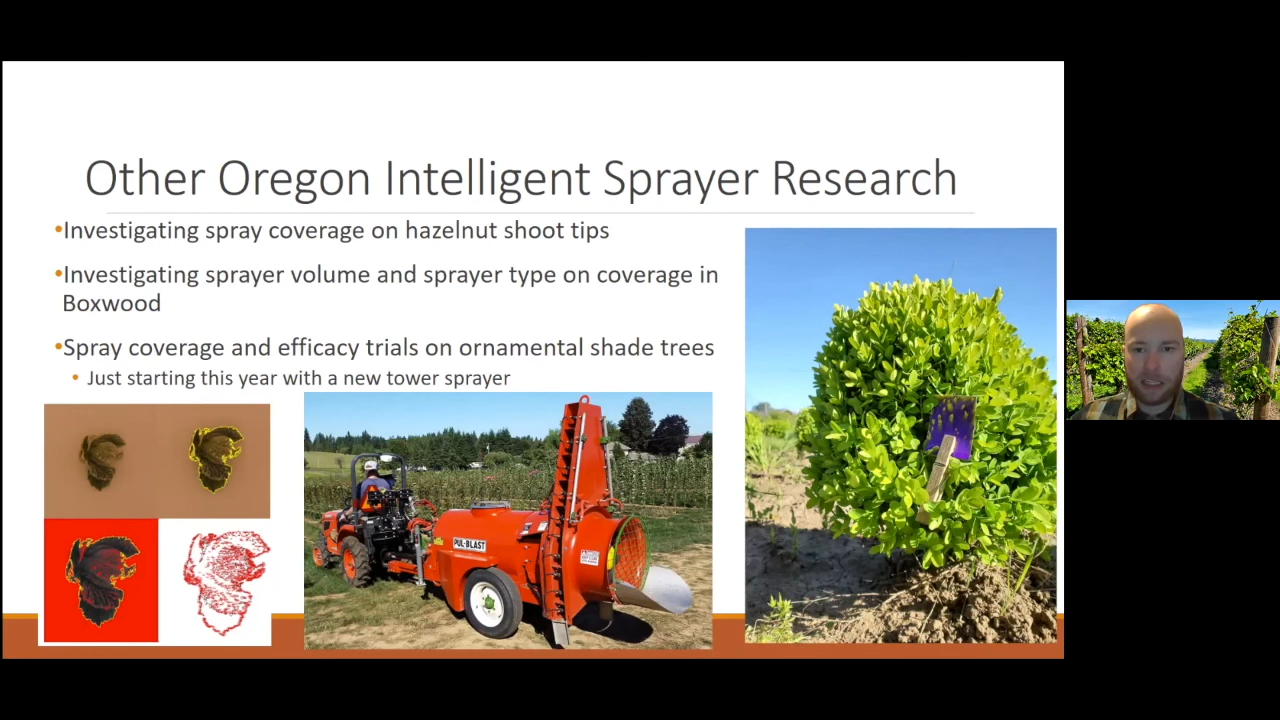 Other Oregon Intelligent Sprayer Research
•Investigating spray coverage on hazelnut shoot tips
•Investigating sprayer volume and sprayer type on coverage in
Boxwood
•Spray coverage and efficacy trials on ornamental shade trees
• Just starting this year with a new tower sprayer
PUL-BLAST